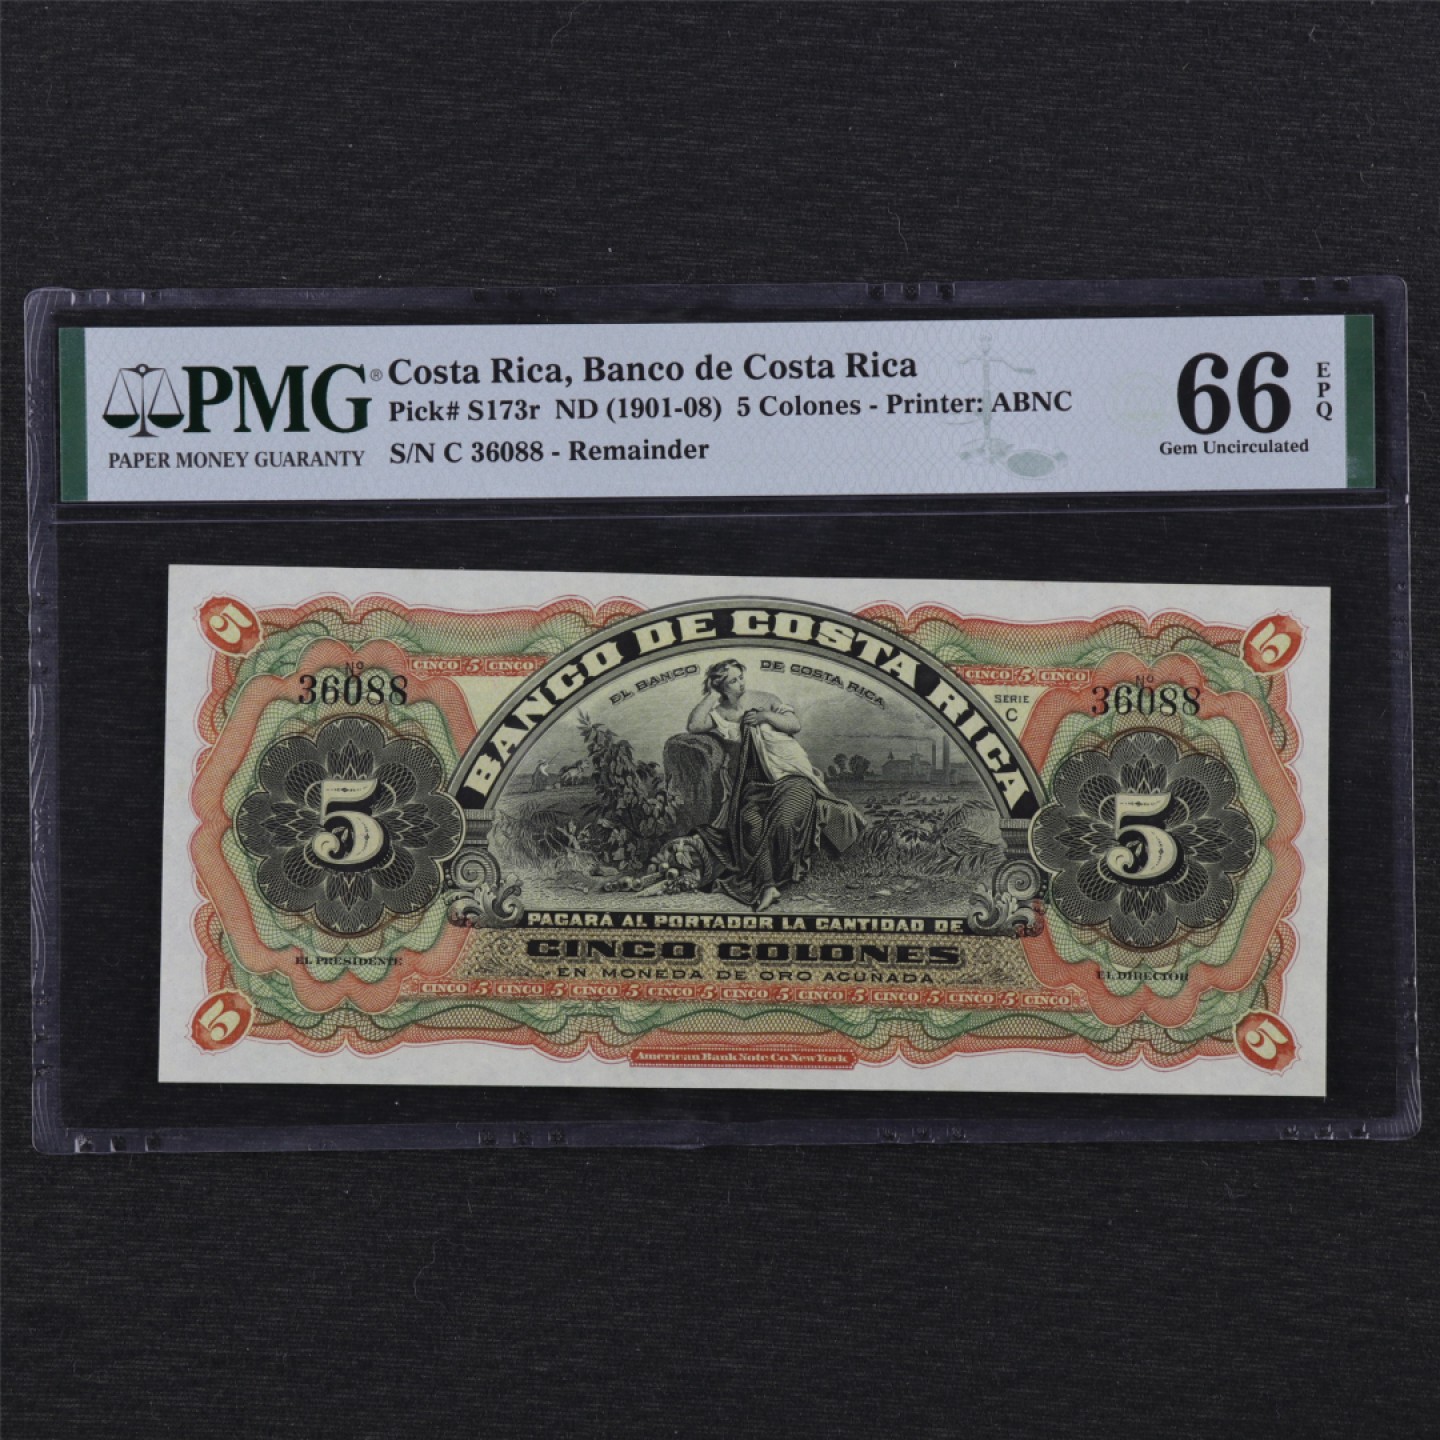 PMG®
PAPER MONEY GUARANTY
Costa Rica, Banco de Costa Rica
Pick# S173r ND (1901-08) 5 Colones - Printer: ABNC
S/N C 36088 - Remainder
66
EPQ
Gem Uncirculated
5
5
BANCO DE COSTA RICA
EL BANCO DE COSTA RICA
Nº
36088
CINCO 5 CINCO
CINCO 5 CINCO
SERIE
C
Nº
36088
5
5
PAGARÁ AL PORTADOR LA CANTIDAD DE
CINCO COLONES
EN MONEDA DE ORO ACUÑADA
EL PRESIDENTE
EL DIRECTOR
CINCO 5 CINCO 5 CINCO 5 CINCO 5 CINCO 5 CINCO 5 CINCO 5 CINCO 5 CINCO
5
5
American Bank Note Co. New York